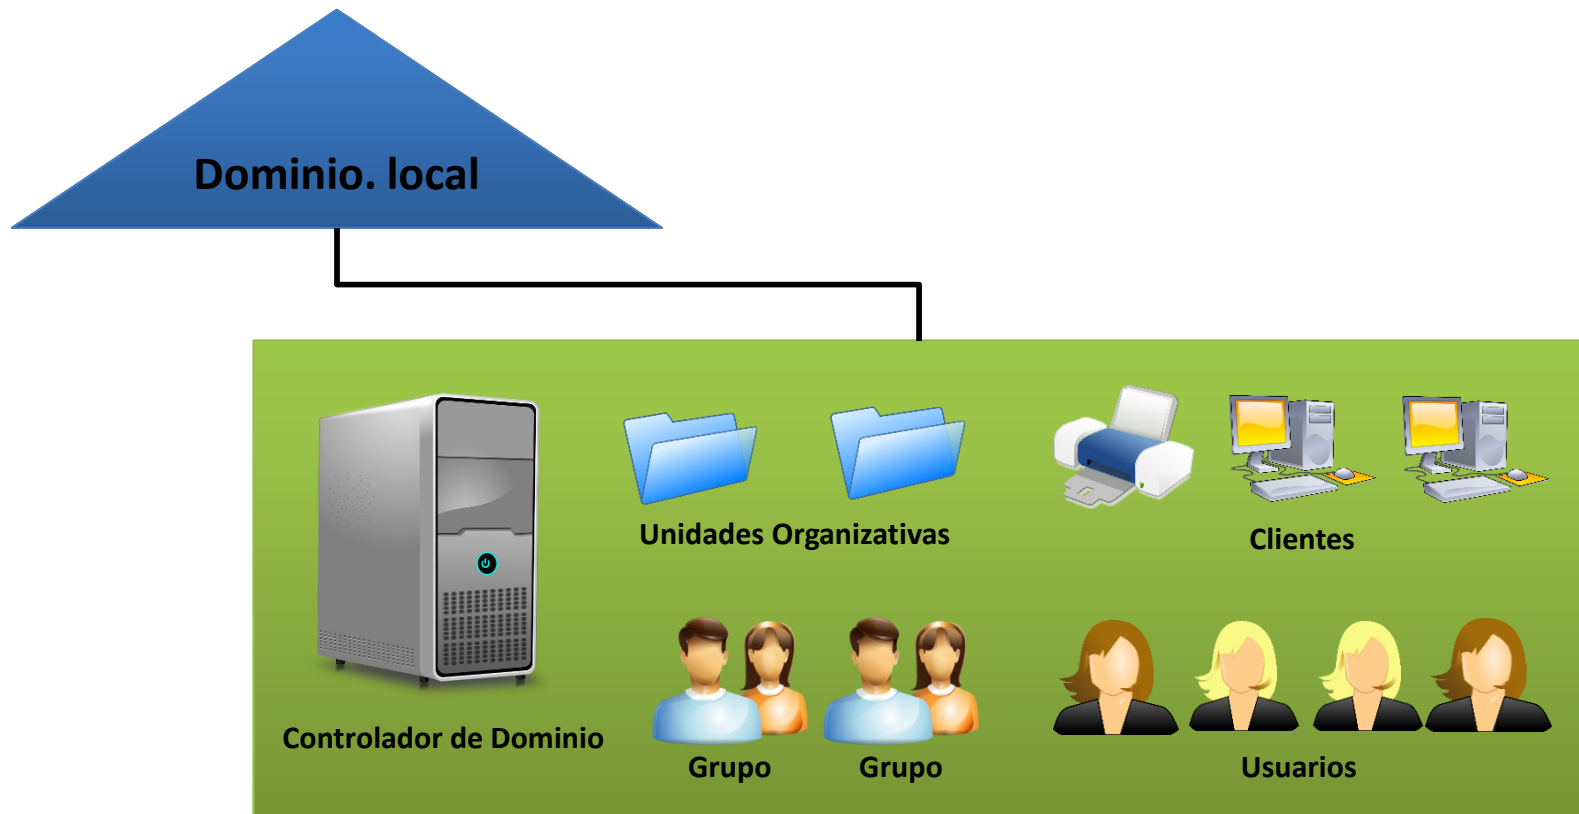 Dominio. local
Unidades Organizativas
Clientes
Controlador de Dominio
Grupo
Grupo
Usuarios